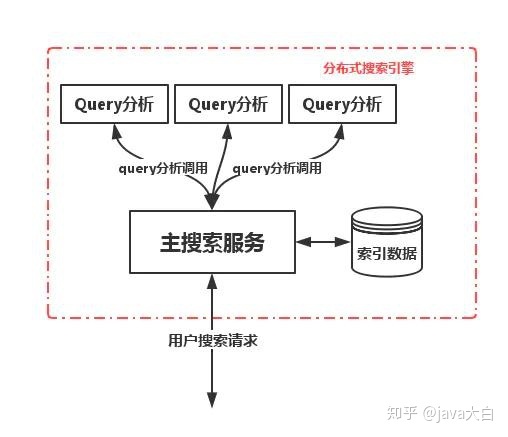 分布式搜索引擎
Query分析 Query分析 Query分析
query分析调用 query分析调用
主搜索服务
索引数据
用户搜索请求
知乎 @java大白